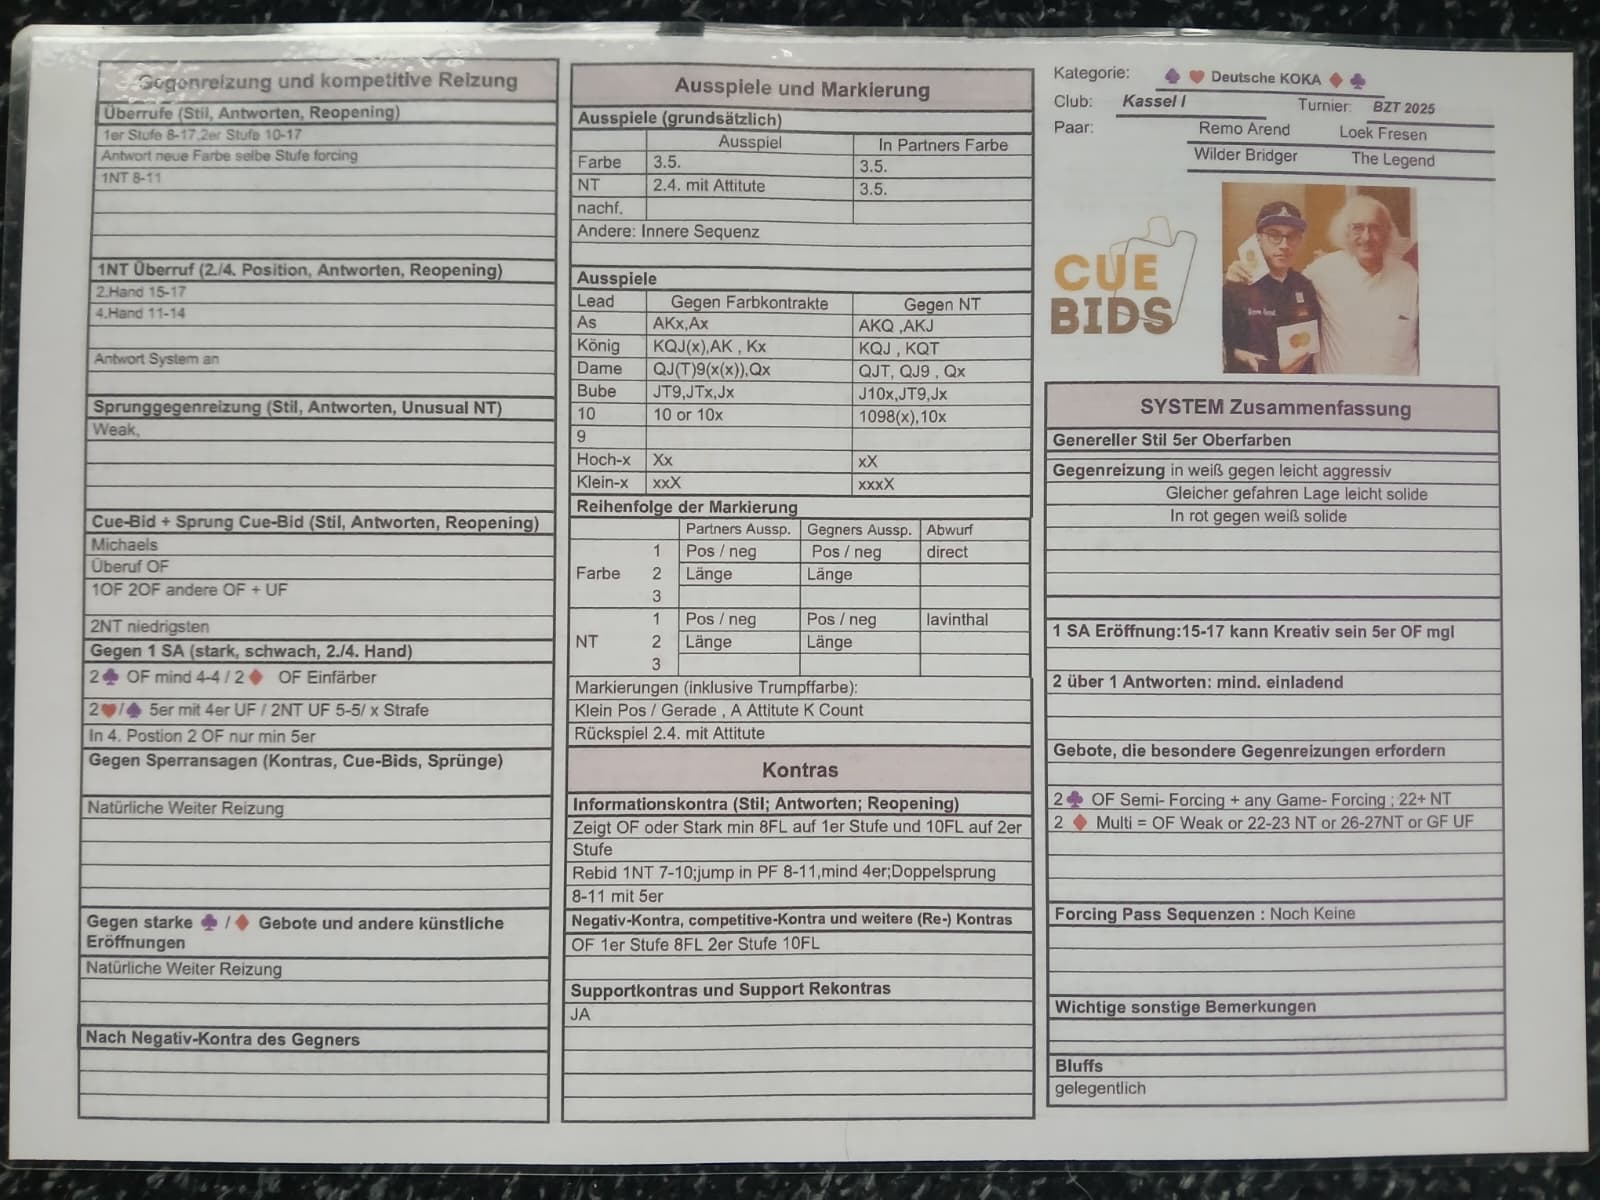 Gegenreizung und kompetitive Reizung
Überrufe (Stil, Antworten, Reopening)
1er Stufe 8-17,2er Stufe 10-17
Antwort neue Farbe selbe Stufe forcing
1NT 8-11
1NT Überruf (2./4. Position, Antworten, Reopening)
2.Hand 15-17
4.Hand 11-14
Antwort System an
Sprunggegenreizung (Stil, Antworten, Unusual NT)
Weak,
Cue-Bid + Sprung Cue-Bid (Stil, Antworten, Reopening)
Michaels
Überuf OF
1OF 2OF andere OF + UF
2NT niedrigsten
Gegen 1 SA (stark, schwach, 2./4. Hand)
2♣ OF mind 4-4 / 2♦ OF Einfärber
2♥/♠ 5er mit 4er UF / 2NT UF 5-5/ x Strafe
In 4. Postion 2 OF nur min 5er
Gegen Sperransagen (Kontras, Cue-Bids, Sprünge)
Natürliche Weiter Reizung
Gegen starke ♣ / ♦ Gebote und andere künstliche
Eröffnungen
Natürliche Weiter Reizung
Nach Negativ-Kontra des Gegners
Ausspiele und Markierung
Ausspiele (grundsätzlich)
Ausspiel In Partners Farbe
Farbe 3.5. 3.5.
NT 2.4. mit Attitute 3.5.
nachf.
Andere: Innere Sequenz
Ausspiele
Lead Gegen Farbkontrakte Gegen NT
As AKx,Ax AKQ ,AKJ
König KQJ(x),AK , Kx KQJ , KQT
Dame QJ(T)9(x(x)),Qx QJT, QJ9 , Qx
Bube JT9,JTx,Jx J10x,JT9,Jx
10 10 or 10x 1098(x),10x
9
Hoch-x Xx xX
Klein-x xxX xxxX
Reihenfolge der Markierung
Partners Aussp. Gegners Aussp. Abwurf
1 Pos / neg Pos / neg direct
Farbe 2 Länge Länge
3
1 Pos / neg Pos / neg lavinthal
NT 2 Länge Länge
3
Markierungen (inklusive Trumpffarbe):
Klein Pos / Gerade , A Attitute K Count
Rückspiel 2.4. mit Attitute
Kontras
Informationskontra (Stil; Antworten; Reopening)
Zeigt OF oder Stark min 8FL auf 1er Stufe und 10FL auf 2er
Stufe
Rebid 1NT 7-10;jump in PF 8-11,mind 4er;Doppelsprung
8-11 mit 5er
Negativ-Kontra, competitive-Kontra und weitere (Re-) Kontras
OF 1er Stufe 8FL 2er Stufe 10FL
Supportkontras und Support Rekontras
JA
Kategorie: ♠ ♥ Deutsche KOKA ♦ ♣
Club: Kassel I Turnier: BZT 2025
Paar: Remo Arend Loek Fresen
Wilder Bridger The Legend
CUE
BIDS
SYSTEM Zusammenfassung
Genereller Stil 5er Oberfarben
Gegenreizung in weiß gegen leicht aggressiv
Gleicher gefahren Lage leicht solide
In rot gegen weiß solide
1 SA Eröffnung:15-17 kann Kreativ sein 5er OF mgl
2 über 1 Antworten: mind. einladend
Gebote, die besondere Gegenreizungen erfordern
2♣ OF Semi- Forcing + any Game- Forcing ; 22+ NT
2 ♦ Multi = OF Weak or 22-23 NT or 26-27NT or GF UF
Forcing Pass Sequenzen : Noch Keine
Wichtige sonstige Bemerkungen
Bluffs
gelegentlich